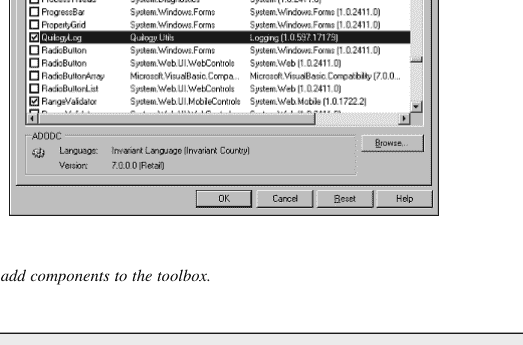 ProgressBar System.Windows.Forms System.Windows.Forms (1.0.2411.0)
PropertyGrid System.Windows.Forms System.Windows.Forms (1.0.2411.0)
QuilogyLog Quilogy.Utils Logging (1.0.597.17179)
RadioButton System.Windows.Forms System.Windows.Forms (1.0.2411.0)
RadioButton System.Web.UI.WebControls System.Web (1.0.2411.0)
RadioButtonArray Microsoft.VisualBasic.Compa... Microsoft.VisualBasic.Compatibility (7.0.0...
RadioButtonList System.Web.UI.WebControls System.Web (1.0.2411.0)
RangeValidator System.Web.UI.MobileControls System.Web.Mobile (1.0.1722.2)
ADODC
Language: Invariant Language (Invariant Country)
Version: 7.0.0.0 (Retail)
Browse...
OK Cancel Reset Help
add components to the toolbox.